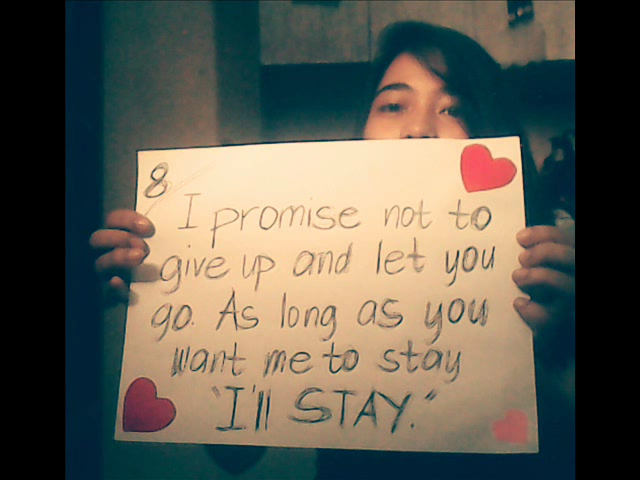 8
I promise not to
give up and let you
go. As long as you
want me to stay
"I'll STAY."